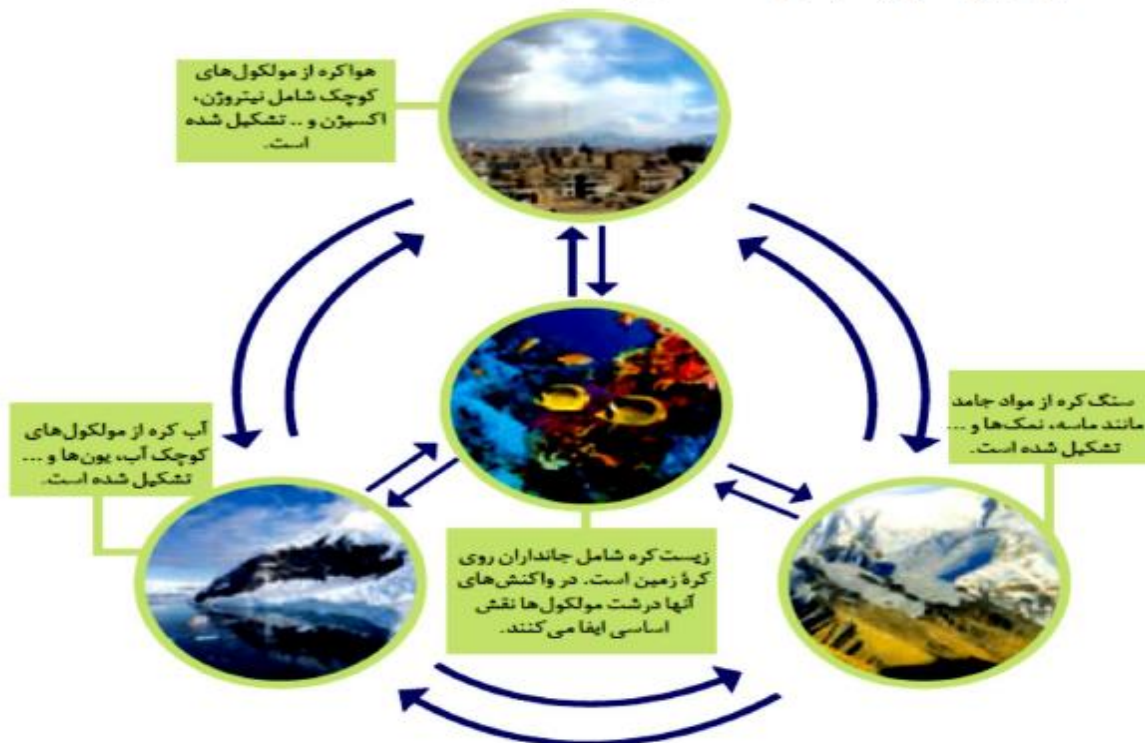 هواکره از مولکول‌های
کوچک شامل نیتروژن،
اکسیژن و .. تشکیل شده
است.
سنگ کره از مواد جامد
مانند ماسه، نمک‌ها و ...
تشکیل شده است.
آب کره از مولکول‌های
کوچک آب، یون‌ها و ...
تشکیل شده است.
زیست کره شامل جانداران روی
کرهٔ زمین است. در واکنش‌های
آنها درشت مولکول‌ها نقش
اساسی ایفا می‌کنند.